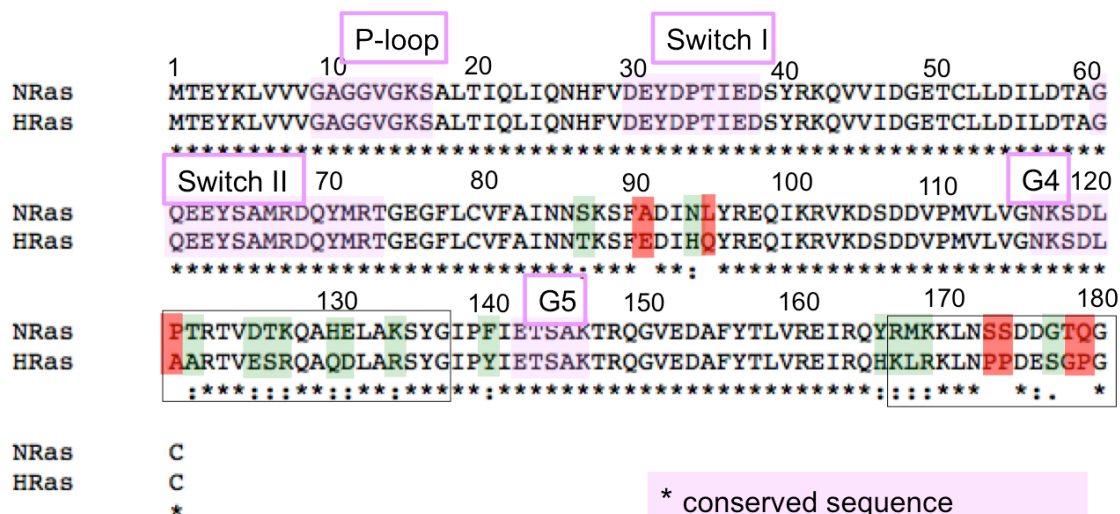 P-loop Switch I
1 10 20 30 40 50 60
NRas MTEYKLVVVGAGGVGKSALTIQLIQNHFVDEYDPTIEDSYRKQVVIDGETCLLDILDTAG
HRas MTEYKLVVVGAGGVGKSALTIQLIQNHFVDEYDPTIEDSYRKQVVIDGETCLLDILDTAG
************************************************************
Switch II 70 80 90 100 110 G4 120
NRas QEEYSAMRDQYMRTGEGFLCVFAINNSKSFADINLYREQIKRVKDSDDVPMVLVGNKSDL
HRas QEEYSAMRDQYMRTGEGFLCVFAINNTKSFEDIHQYREQIKRVKDSDDVPMVLVGNKSDL
**************************:*** **: *************************
130 140 G5 150 160 170 180
NRas PTRTVDTKQAHELAKSYGIPFIETSAKTRQGVEDAFYTLVREIRQYRMKKLNSSDDGTQG
HRas AARTVESRQAQDLARSYGIPYIETSAKTRQGVEDAFYTLVREIRQHKLRKLNPPDESGPG
:***:::**::**:*****:************************::::***  *:.  *
NRas C
HRas C
*
* conserved sequence